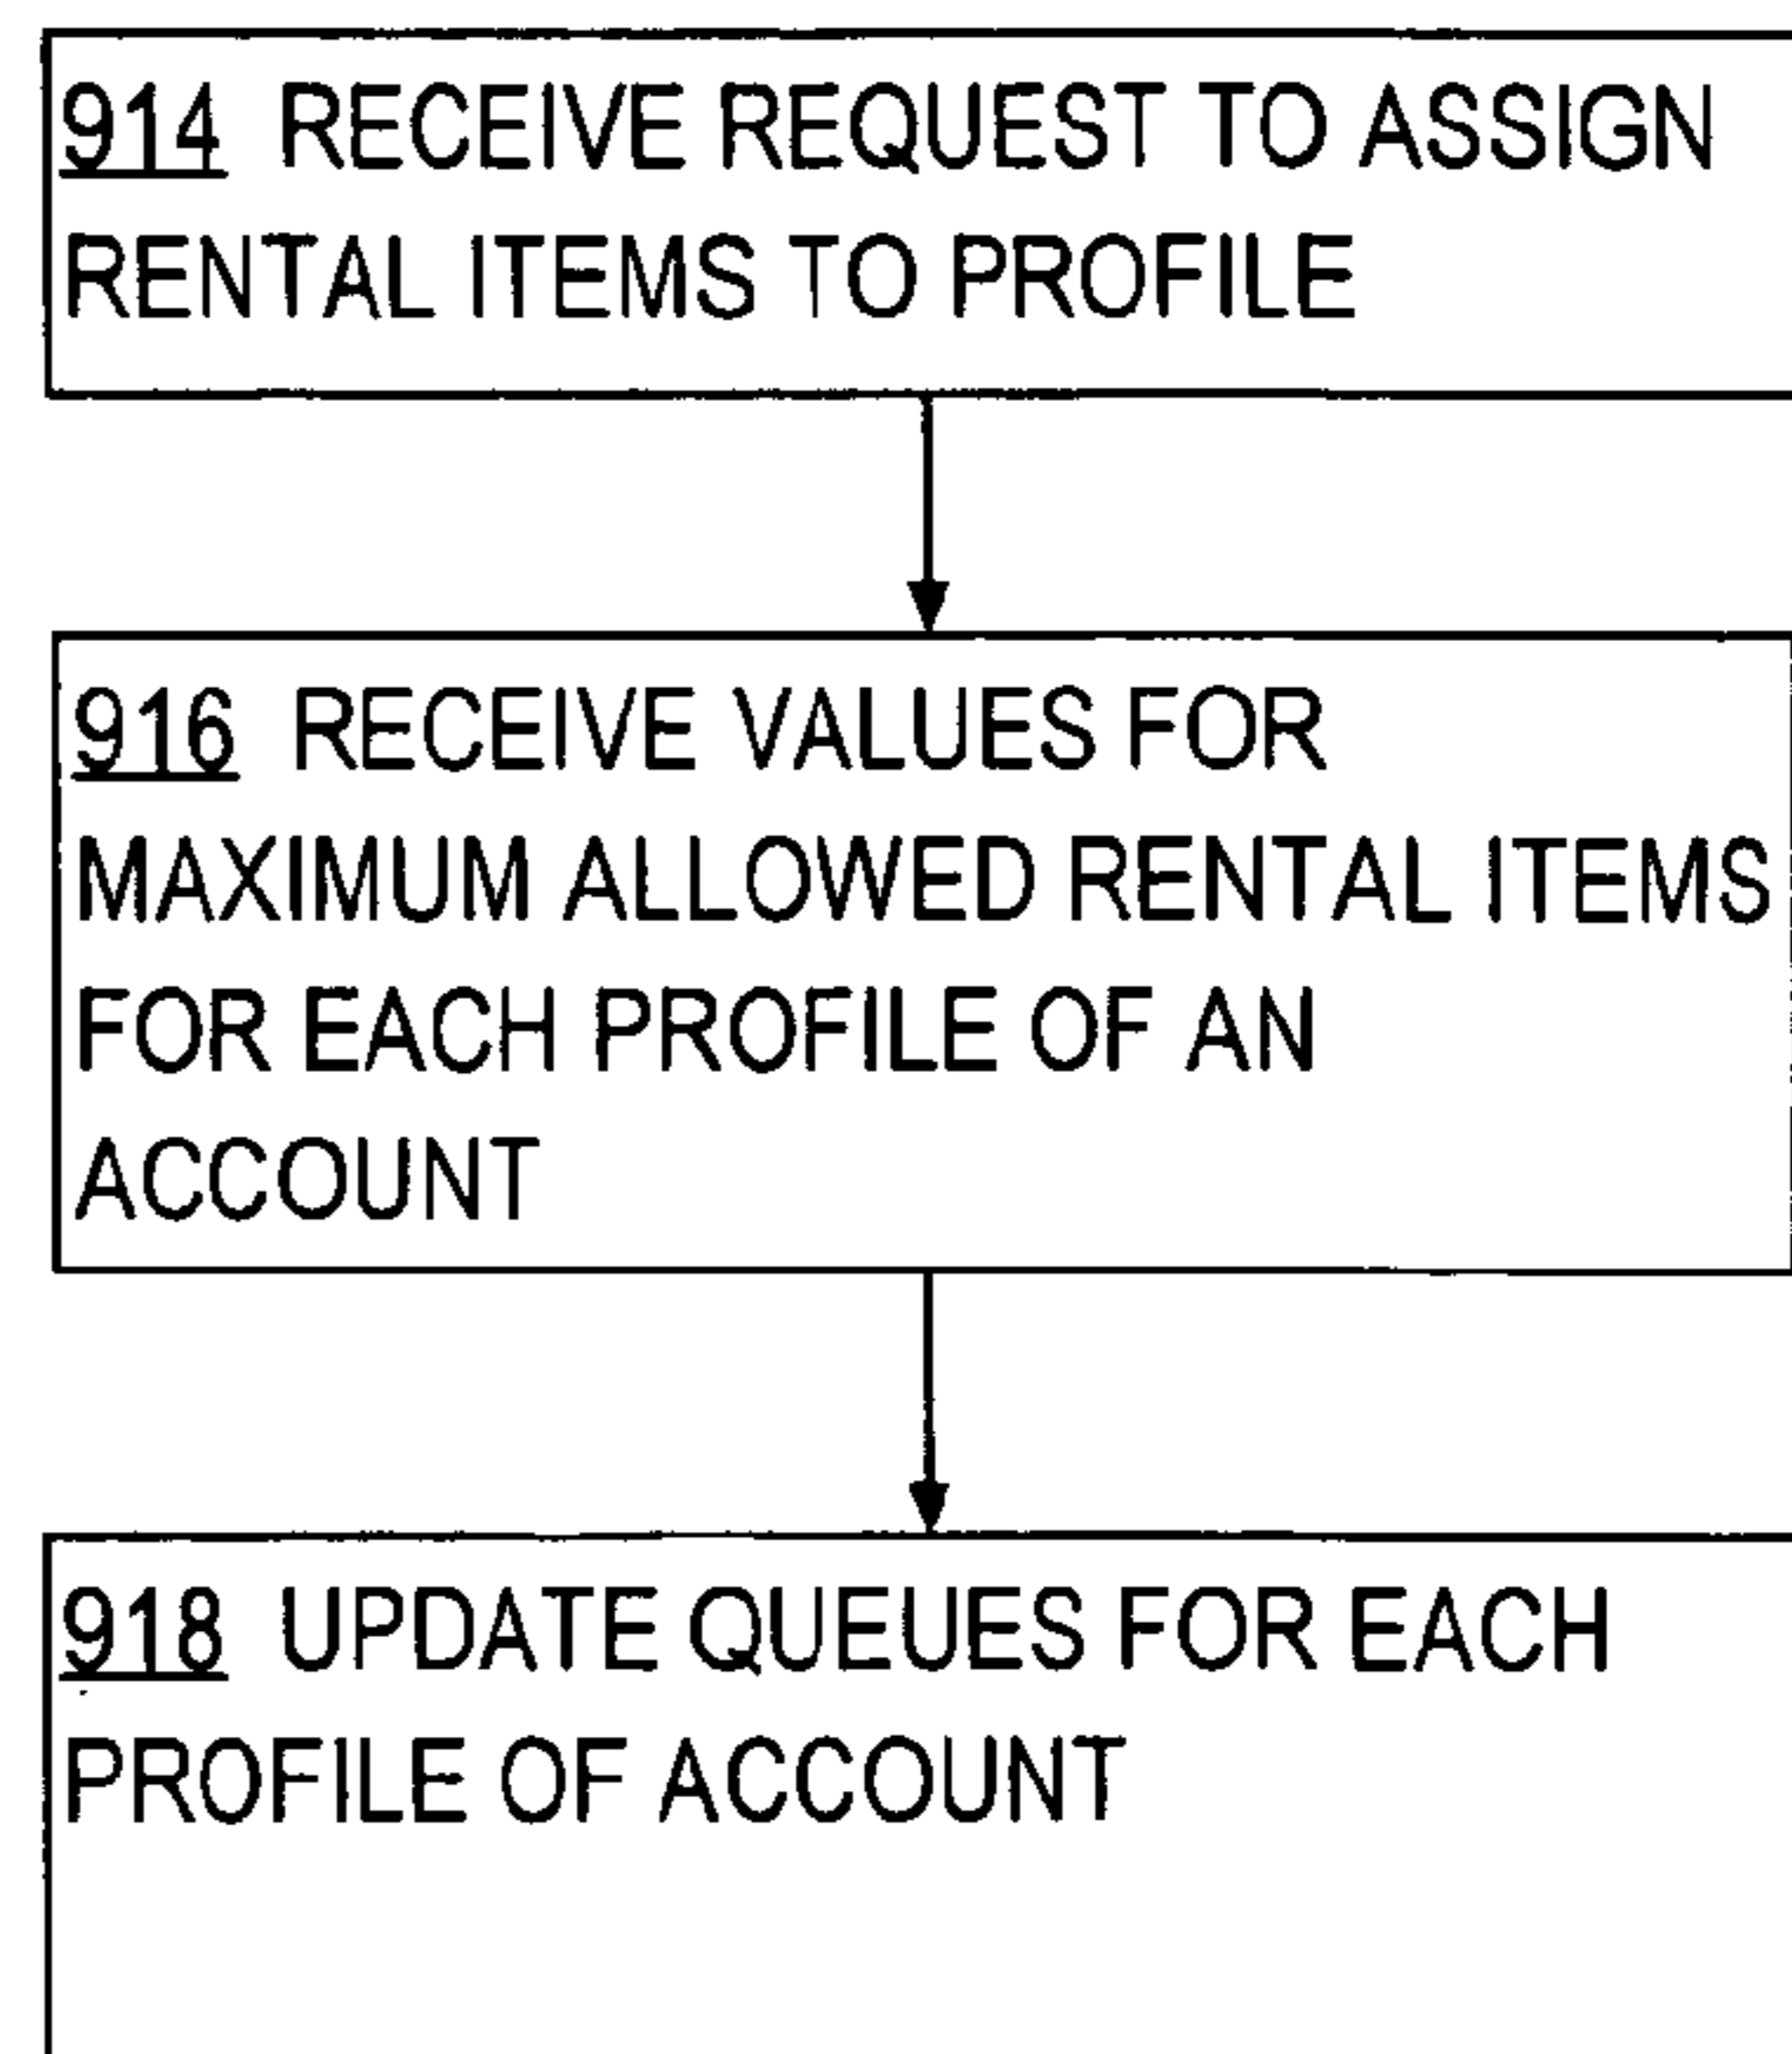 914 RECEIVE REQUEST TO ASSIGN
RENTAL ITEMS TO PROFILE
916 RECEIVE VALUES FOR
MAXIMUM ALLOWED RENTAL ITEMS
FOR EACH PROFILE OF AN
ACCOUNT
918 UPDATE QUEUES FOR EACH
PROFILE OF ACCOUNT